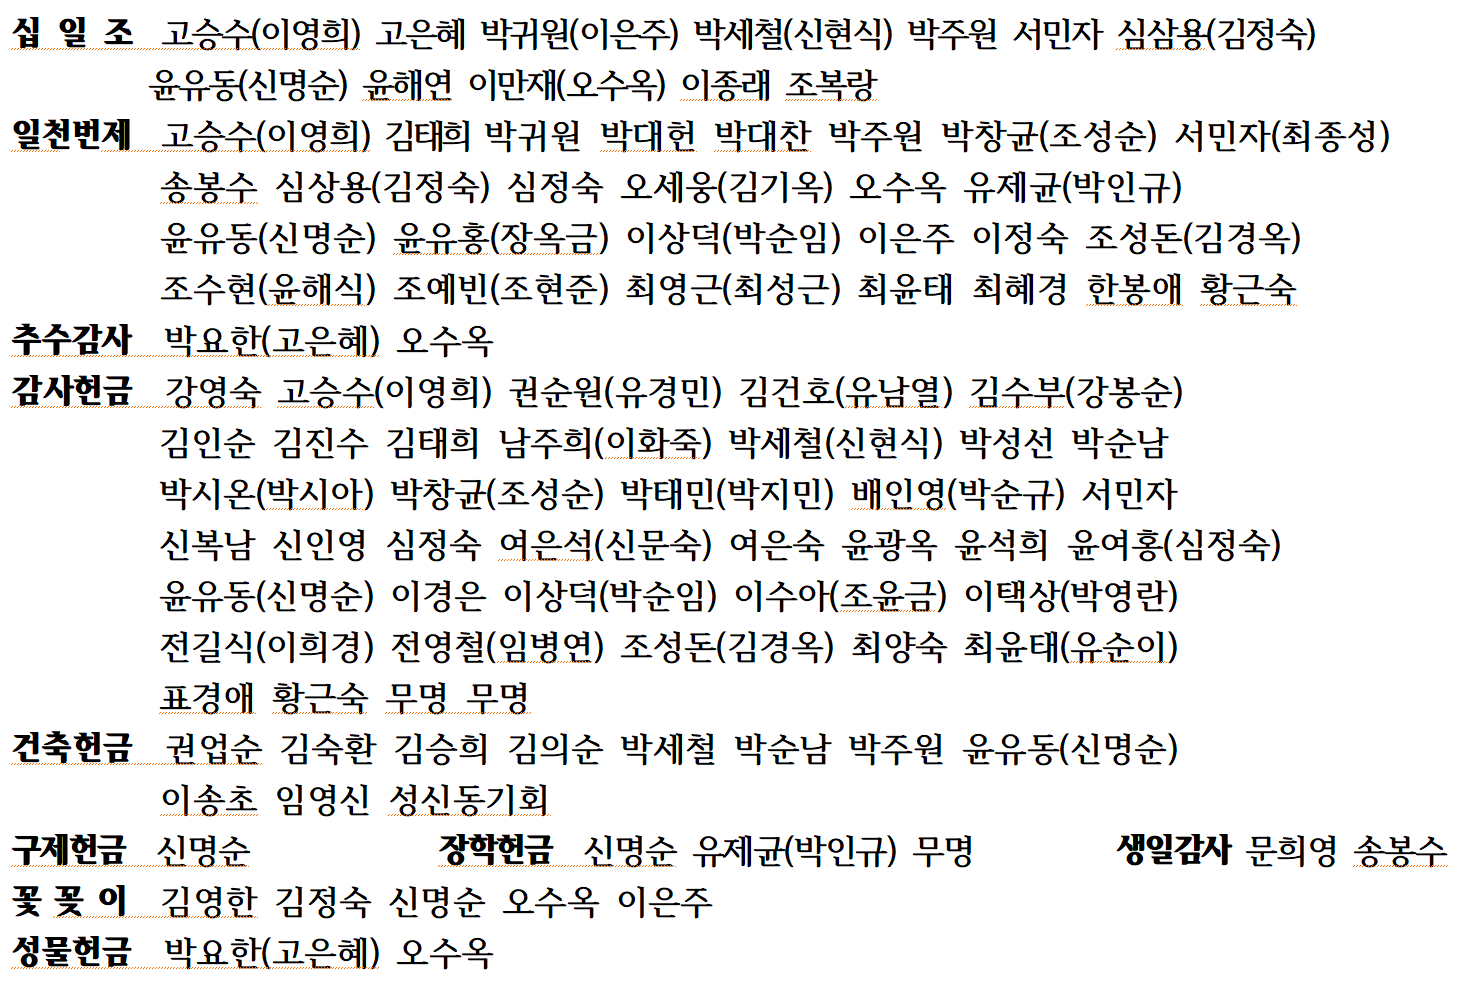 십 일 조 고승수(이영희) 고은혜 박귀원(이은주) 박세철(신현식) 박주원 서민자 심삼용(김정숙)
윤유동(신명순) 윤해연 이만재(오수옥) 이종래 조복랑
일천번제 고승수(이영희) 김태희 박귀원 박대헌 박대찬 박주원 박창균(조성순) 서민자(최종성)
송봉수 심상용(김정숙) 심정숙 오세웅(김기옥) 오수옥 유제균(박인규)
윤유동(신명순) 윤유홍(장옥금) 이상덕(박순임) 이은주 이정숙 조성돈(김경옥)
조수현(윤해식) 조예빈(조현준) 최영근(최성근) 최윤태 최혜경 한봉애 황근숙
추수감사 박요한(고은혜) 오수옥
감사헌금 강영숙 고승수(이영희) 권순원(유경민) 김건호(유남열) 김수부(강봉순)
김인순 김진수 김태희 남주희(이화죽) 박세철(신현식) 박성선 박순남
박시온(박시아) 박창균(조성순) 박태민(박지민) 배인영(박순규) 서민자
신복남 신인영 심정숙 여은석(신문숙) 여은숙 윤광옥 윤석희 윤여홍(심정숙)
윤유동(신명순) 이경은 이상덕(박순임) 이수아(조윤금) 이택상(박영란)
전길식(이희경) 전영철(임병연) 조성돈(김경옥) 최양숙 최윤태(유순이)
표경애 황근숙 무명 무명
건축헌금 권업순 김숙환 김승희 김의순 박세철 박순남 박주원 윤유동(신명순)
이송초 임영신 성신동기회
구제헌금 신명순 장학헌금 신명순 유제균(박인규) 무명 생일감사 문희영 송봉수
꽃 꽃 이 김영한 김정숙 신명순 오수옥 이은주
성물헌금 박요한(고은혜) 오수옥